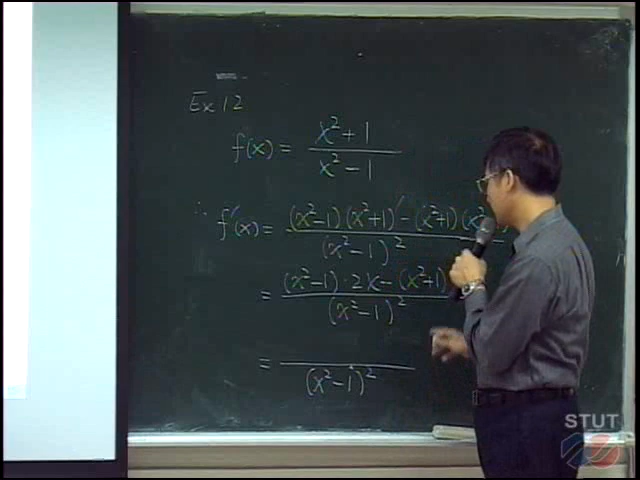 Ex 12
f(x) = x²+1 / x²-1
∴ f'(x) = (x²-1)(x²+1)' - (x²+1)(x² / (x²-1)²
= (x²-1)·2x - (x²+1) / (x²-1)²
= / (x²-1)²
STUT